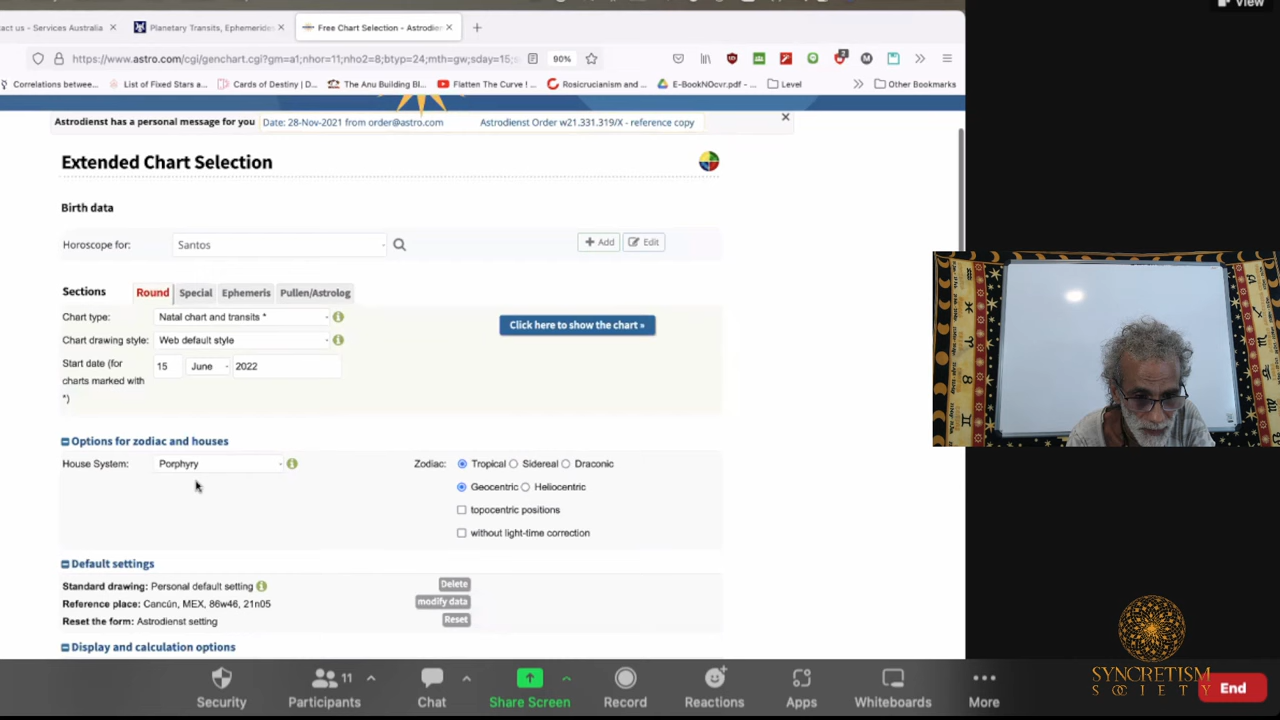 View
ct us - Services Australia × Planetary Transits, Ephemerides × Free Chart Selection - Astrodien × +
https://www.astro.com/cgi/genchart.cgi?gm=a1;nhor=11;nho2=8;btyp=24;mth=gw;sday=15;s 90%
Correlations betwee... List of Fixed Stars a... Cards of Destiny | D... The Anu Building Bl... Flatten The Curve ! ... Rosicrucianism and ... E-BookNOcvr.pdf - ... Level Other Bookmarks
Astrodienst has a personal message for you Date: 28-Nov-2021 from order@astro.com Astrodienst Order w21.331.319/X - reference copy ×
Extended Chart Selection
Birth data
Horoscope for: Santos + Add Edit
Sections Round Special Ephemeris Pullen/Astrolog
Chart type: Natal chart and transits * Click here to show the chart »
Chart drawing style: Web default style
Start date (for charts marked with *) 15 June 2022
Options for zodiac and houses
House System: Porphyry Zodiac: Tropical Sidereal Draconic
Geocentric Heliocentric
topocentric positions
without light-time correction
Default settings
Standard drawing: Personal default setting Delete
Reference place: Cancún, MEX, 86w46, 21n05 modify data
Reset the form: Astrodienst setting Reset
Display and calculation options
Security Participants 11 Chat Share Screen Record Reactions Apps Whiteboards More End
SYNCRETISM
SOCIETY